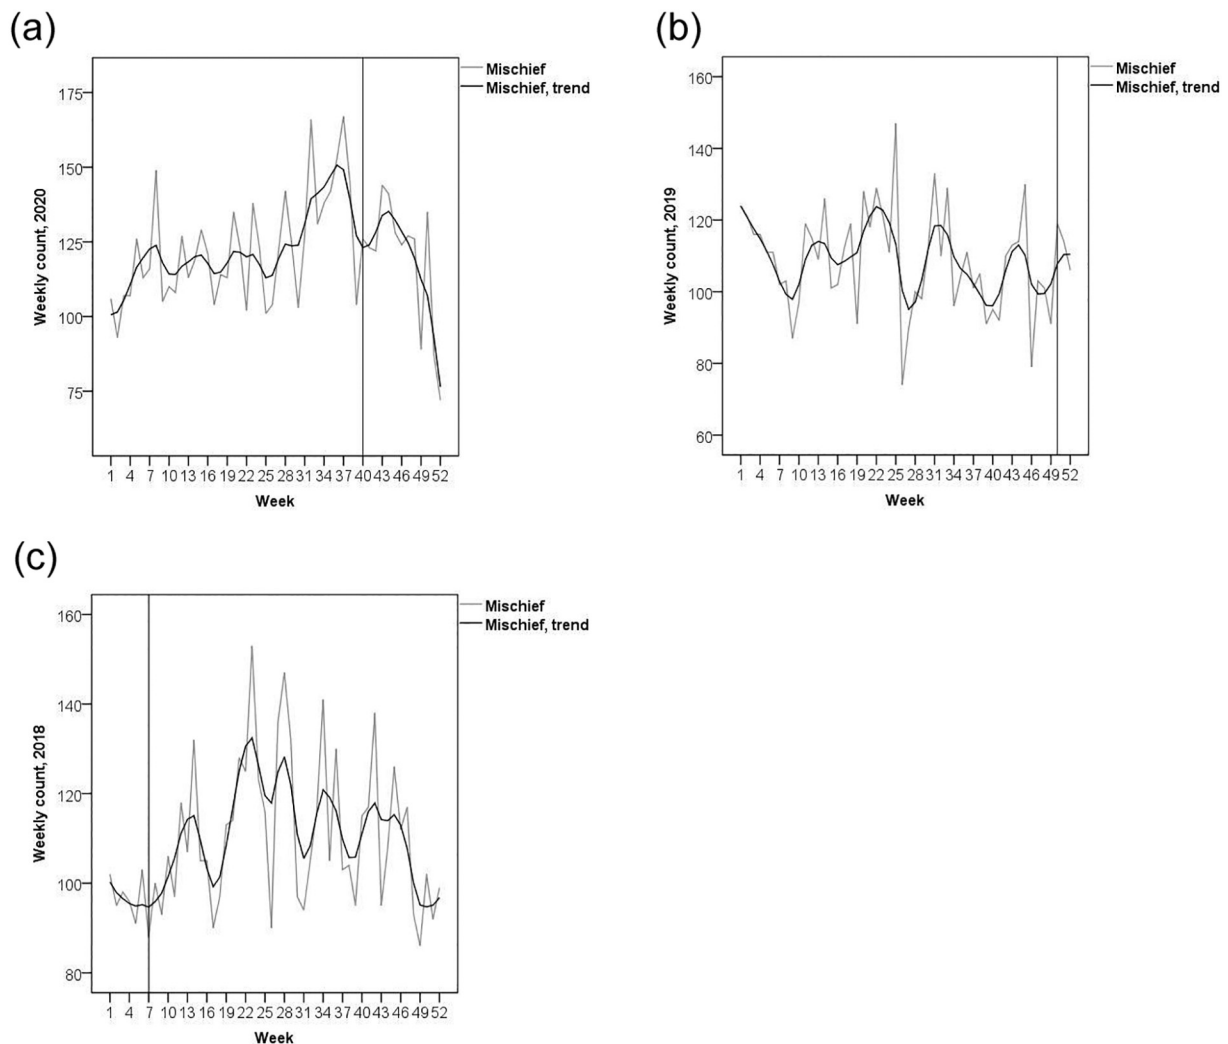 (a)
Mischief
Mischief, trend
175
150
125
100
75
Weekly count, 2020
1 4 7 10 13 16 19 22 25 28 31 34 37 40 43 46 49 52
Week
(b)
Mischief
Mischief, trend
160
140
120
100
80
60
Weekly count, 2019
1 4 7 10 13 16 19 22 25 28 31 34 37 40 43 46 49 52
Week
(c)
Mischief
Mischief, trend
160
140
120
100
80
Weekly count, 2018
1 4 7 10 13 16 19 22 25 28 31 34 37 40 43 46 49 52
Week